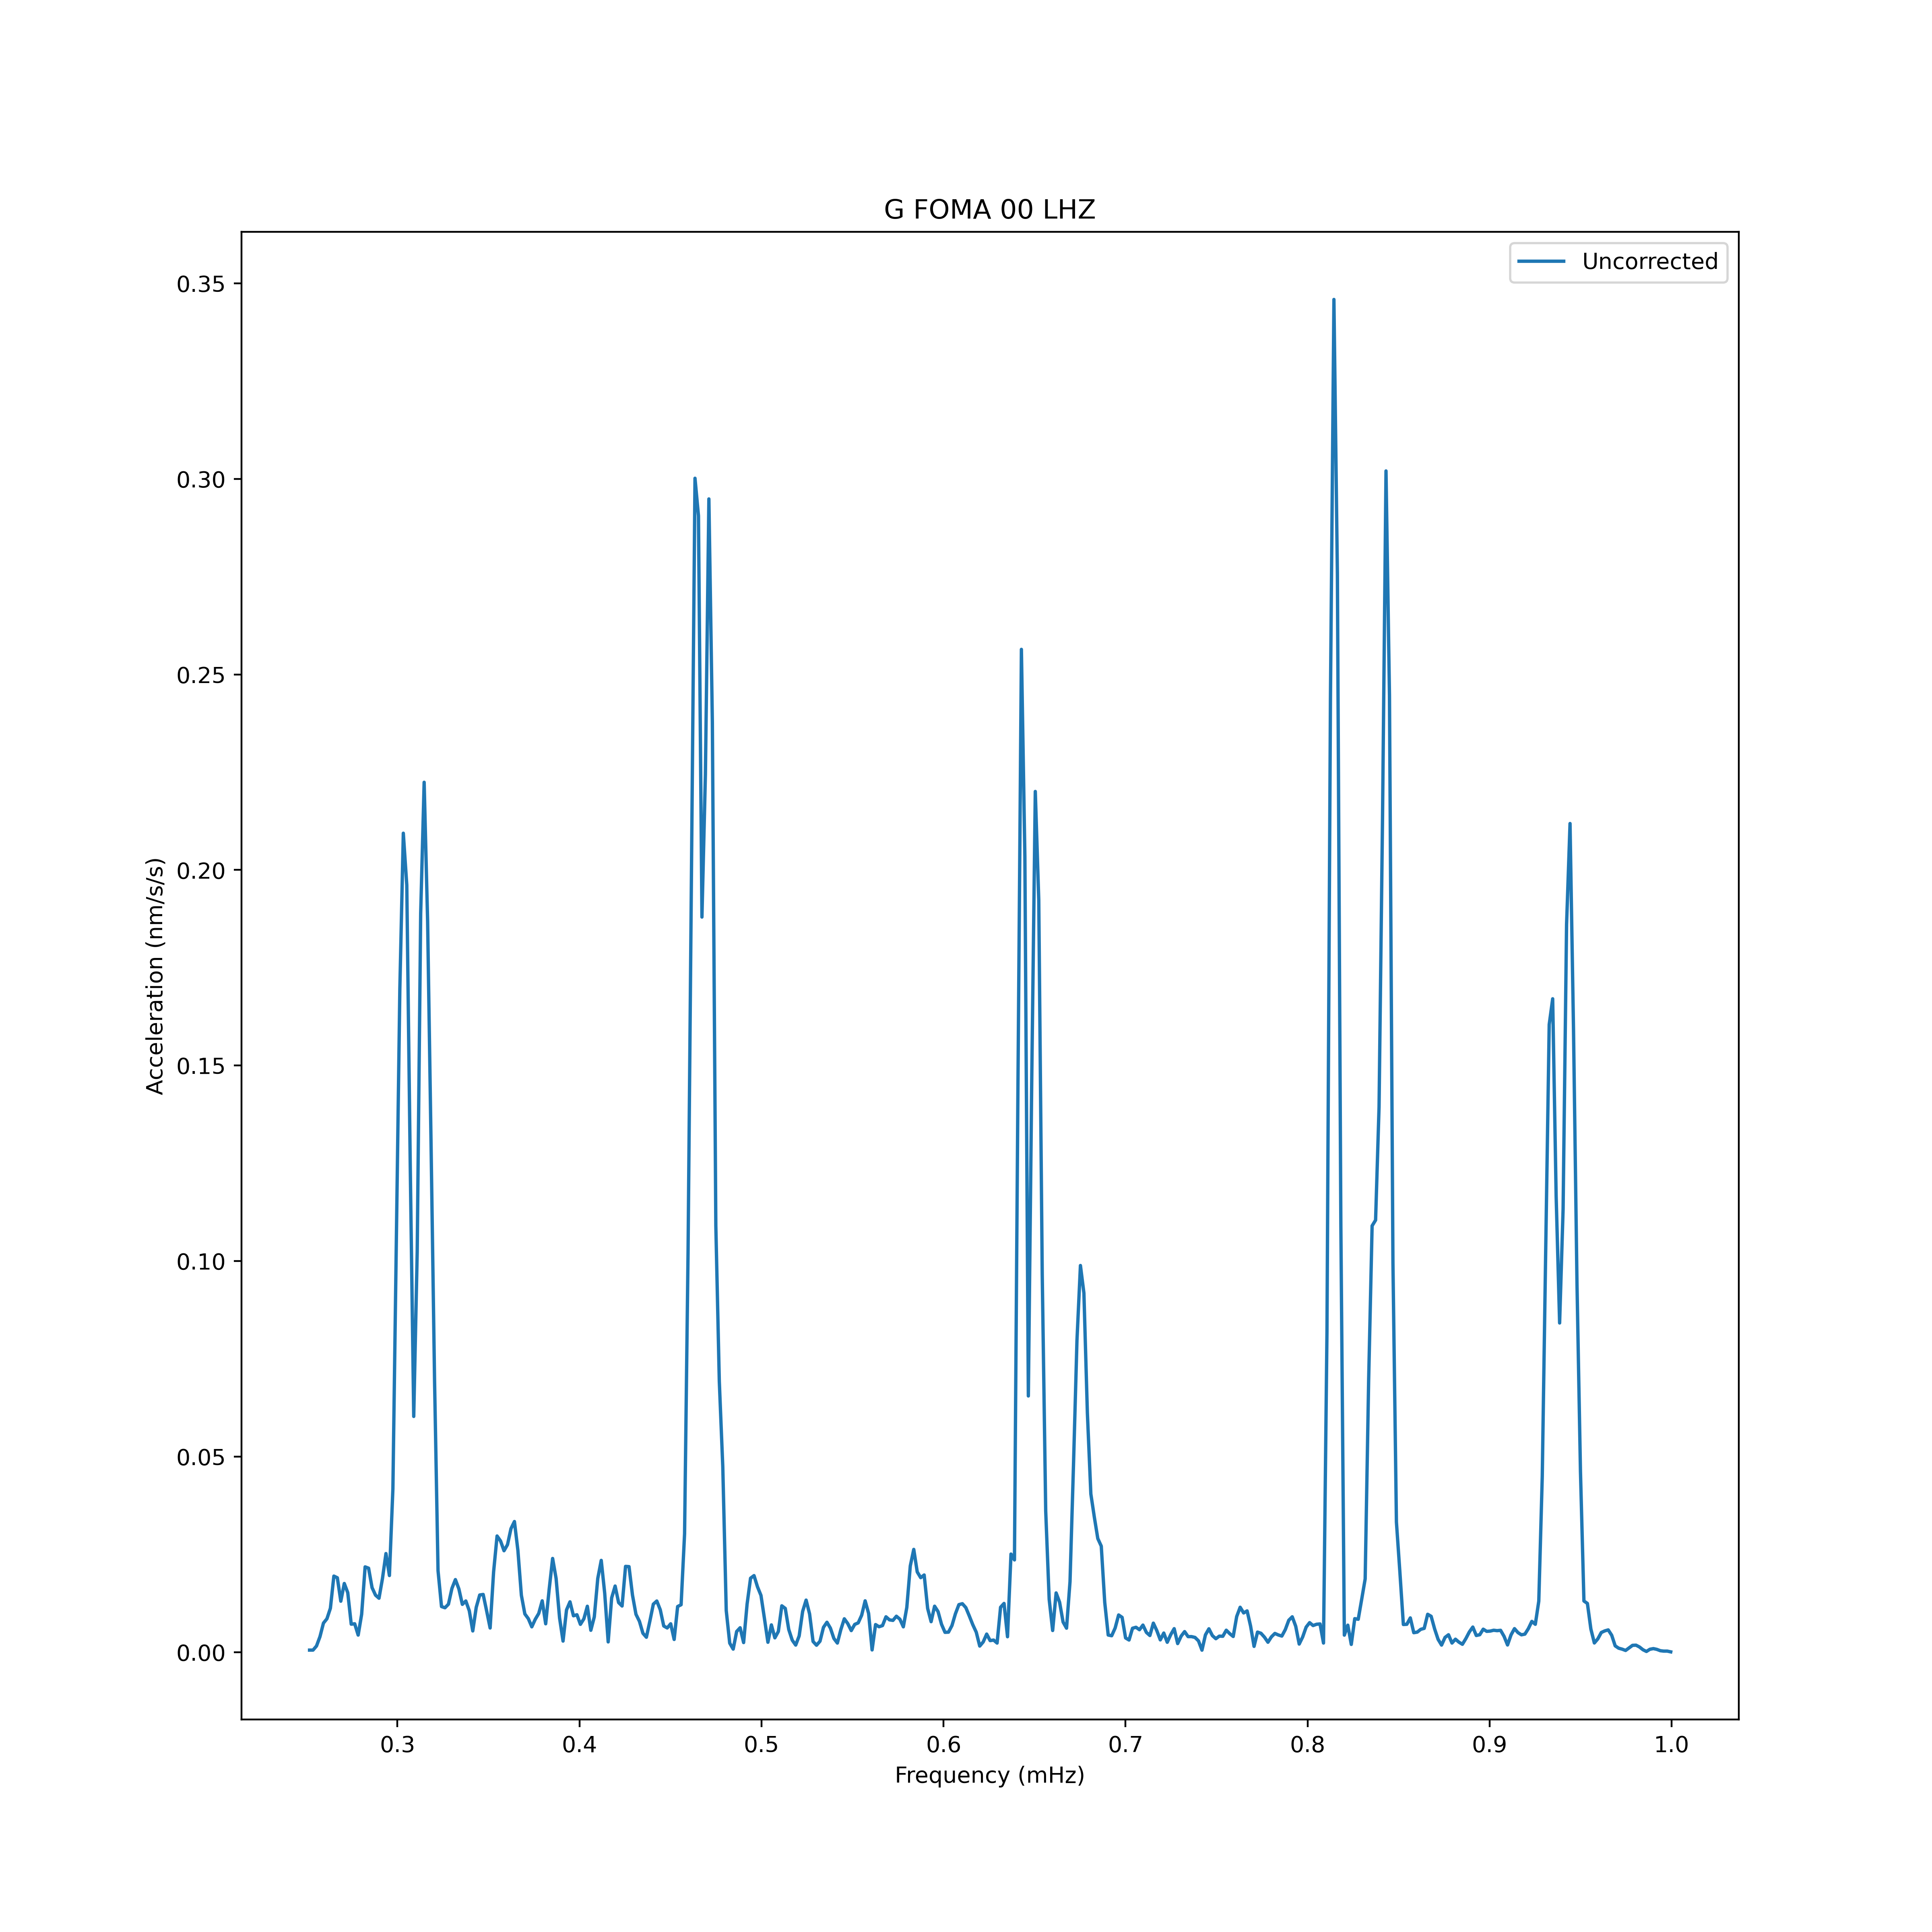 G FOMA 00 LHZ
Uncorrected
0.35
0.30
0.25
0.20
0.15
0.10
0.05
0.00
Acceleration (nm/s/s)
0.3 0.4 0.5 0.6 0.7 0.8 0.9 1.0
Frequency (mHz)